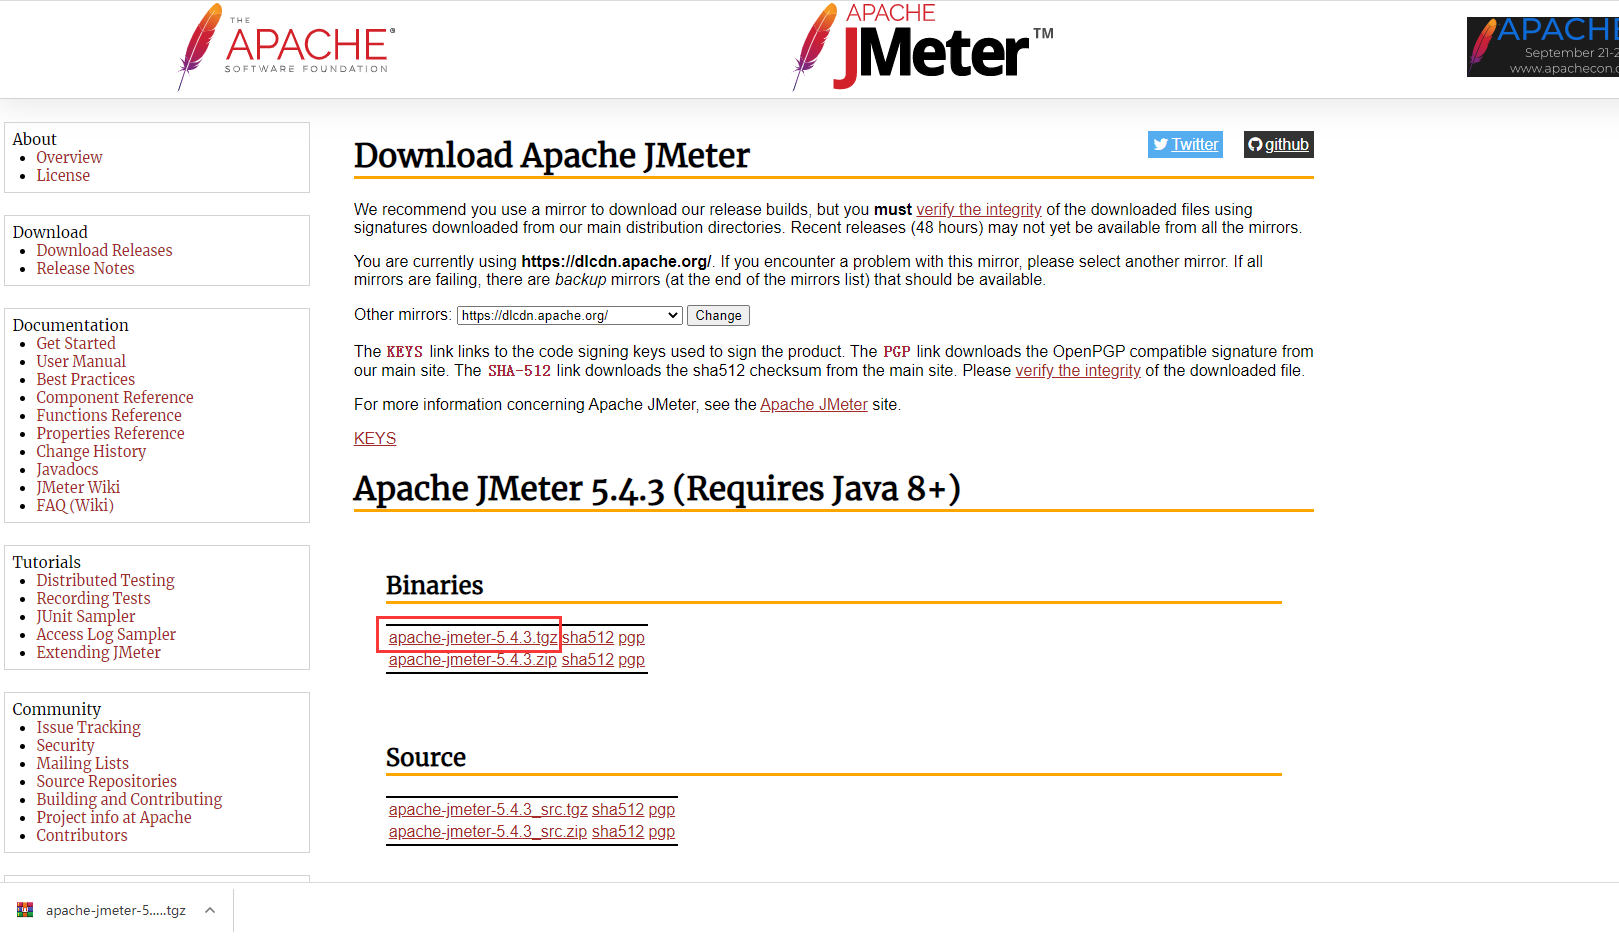 THE
APACHE®
SOFTWARE FOUNDATION
APACHE
JMeter™
APACHE
September 21-2
www.apachecon.c
About
Overview
License
Download
Download Releases
Release Notes
Documentation
Get Started
User Manual
Best Practices
Component Reference
Functions Reference
Properties Reference
Change History
Javadocs
JMeter Wiki
FAQ (Wiki)
Tutorials
Distributed Testing
Recording Tests
JUnit Sampler
Access Log Sampler
Extending JMeter
Community
Issue Tracking
Security
Mailing Lists
Source Repositories
Building and Contributing
Project info at Apache
Contributors
Twitter
github
Download Apache JMeter
We recommend you use a mirror to download our release builds, but you must verify the integrity of the downloaded files using
signatures downloaded from our main distribution directories. Recent releases (48 hours) may not yet be available from all the mirrors.
You are currently using https://dlcdn.apache.org/. If you encounter a problem with this mirror, please select another mirror. If all
mirrors are failing, there are backup mirrors (at the end of the mirrors list) that should be available.
Other mirrors: https://dlcdn.apache.org/ Change
The KEYS link links to the code signing keys used to sign the product. The PGP link downloads the OpenPGP compatible signature from
our main site. The SHA-512 link downloads the sha512 checksum from the main site. Please verify the integrity of the downloaded file.
For more information concerning Apache JMeter, see the Apache JMeter site.
KEYS
Apache JMeter 5.4.3 (Requires Java 8+)
Binaries
apache-jmeter-5.4.3.tgz sha512 pgp
apache-jmeter-5.4.3.zip sha512 pgp
Source
apache-jmeter-5.4.3_src.tgz sha512 pgp
apache-jmeter-5.4.3_src.zip sha512 pgp
apache-jmeter-5.....tgz